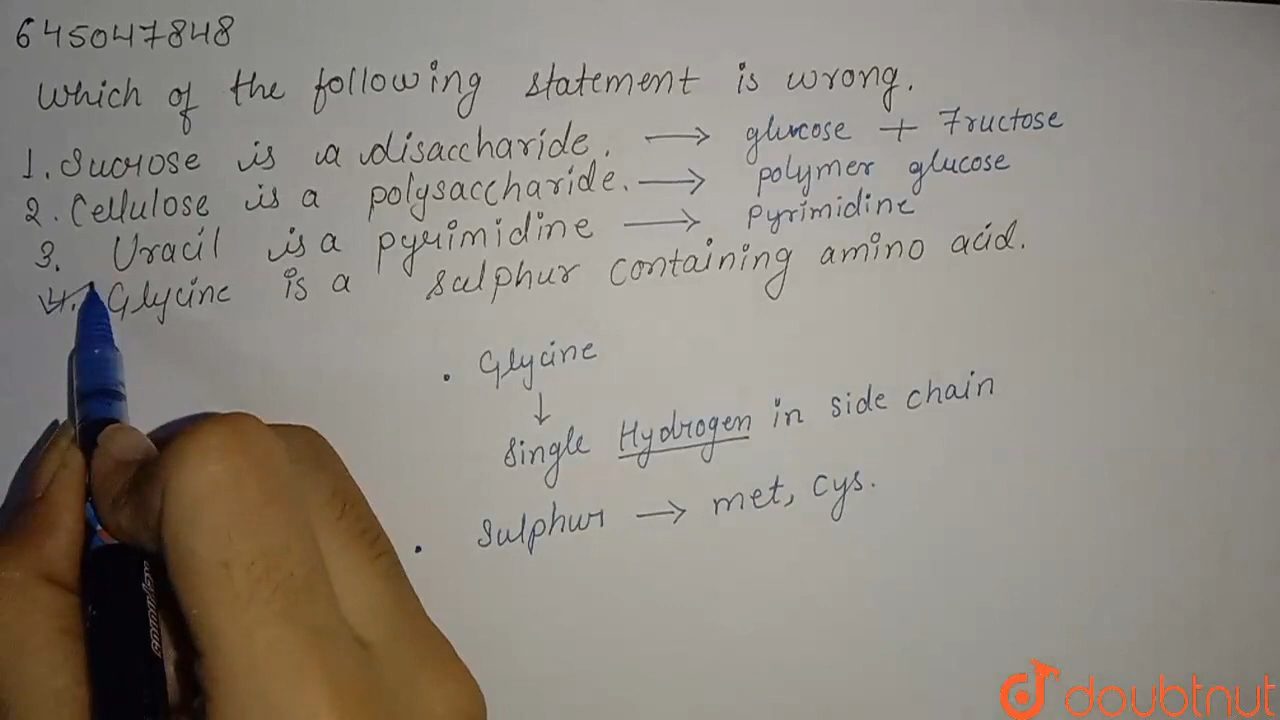 645047848
Which of the following statement is wrong.
1. Sucrose is a disaccharide. → glucose + Fructose
2. Cellulose is a polysaccharide. → polymer glucose
3. Uracil is a pyrimidine → pyrimidine
4. Glycine is a sulphur containing amino acid.
• Glycine
↓
single Hydrogen in side chain
• Sulphur → met, cys.
doubtnut